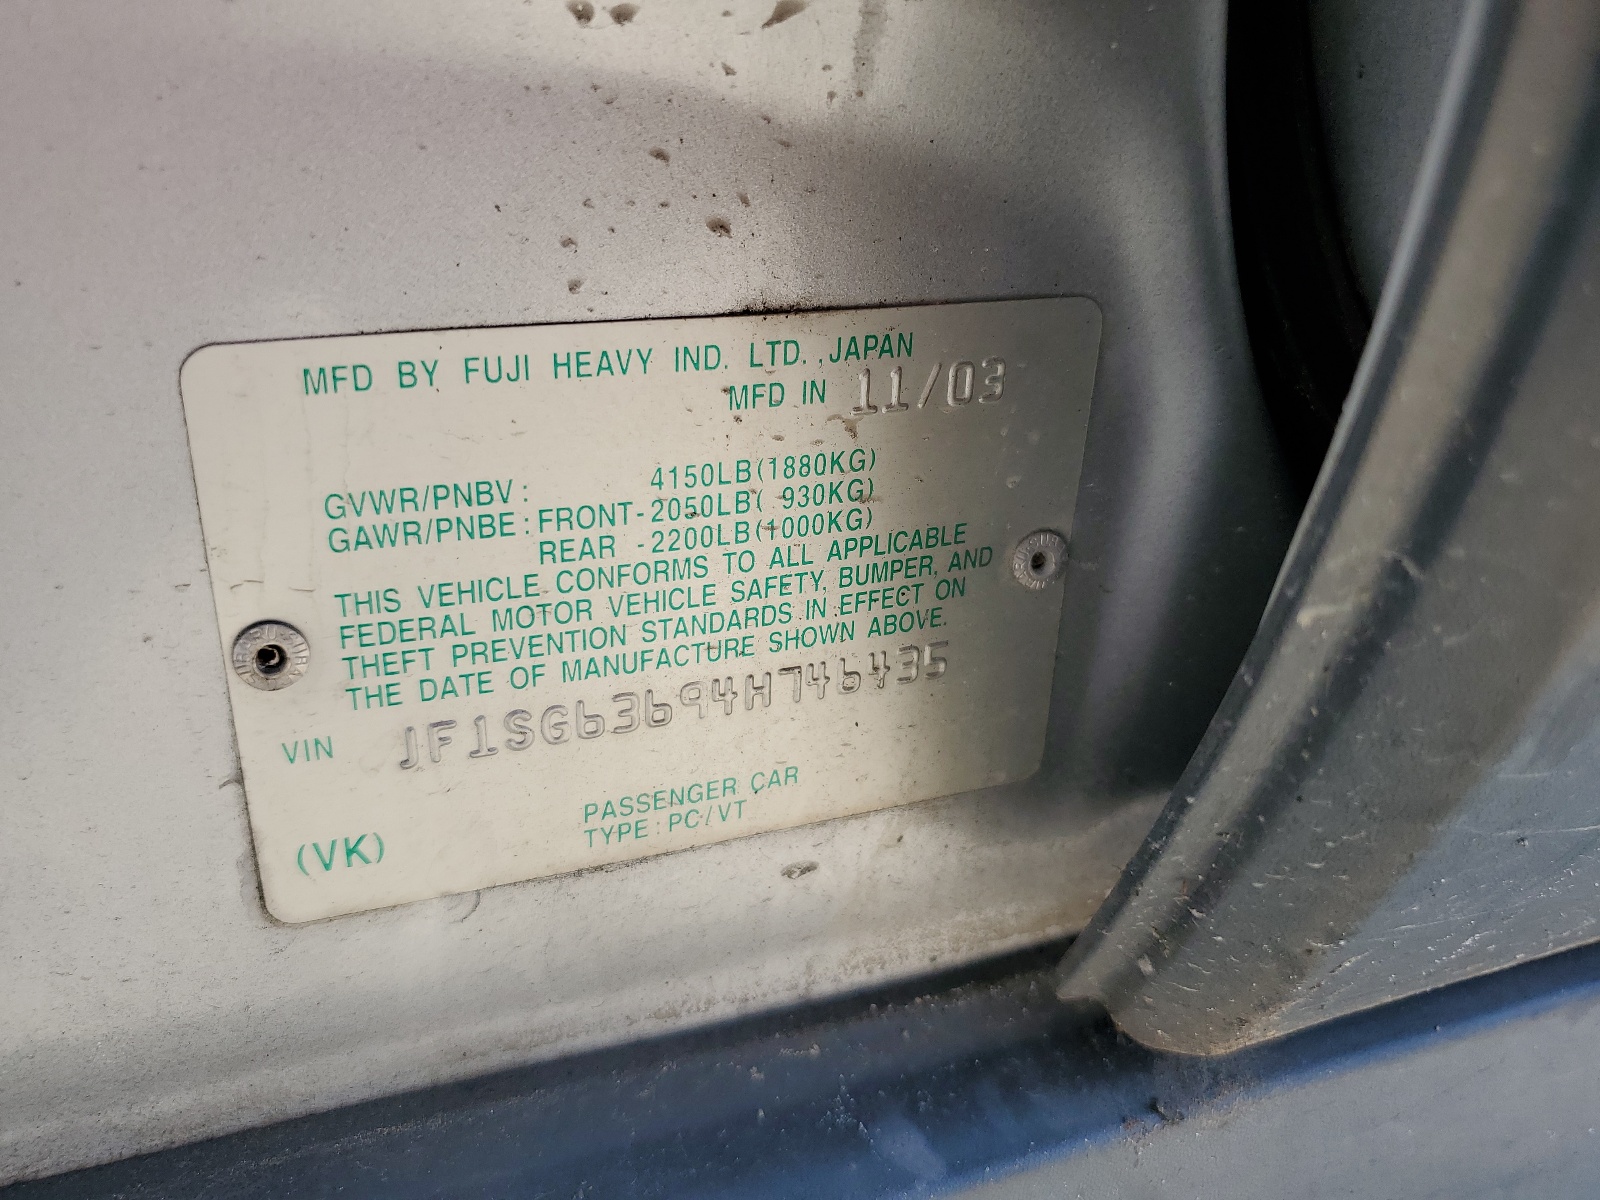 MFD BY FUJI HEAVY IND. LTD. , JAPAN
MFD IN 11/03
GVWR/PNBV : 4150LB(1880KG)
GAWR/PNBE : FRONT-2050LB( 930KG)
REAR -2200LB(1000KG)
THIS VEHICLE CONFORMS TO ALL APPLICABLE
FEDERAL MOTOR VEHICLE SAFETY, BUMPER, AND
THEFT PREVENTION STANDARDS IN EFFECT ON
THE DATE OF MANUFACTURE SHOWN ABOVE.
VIN JF1SG63694H746435
PASSENGER CAR
TYPE : PC/VT
(VK)